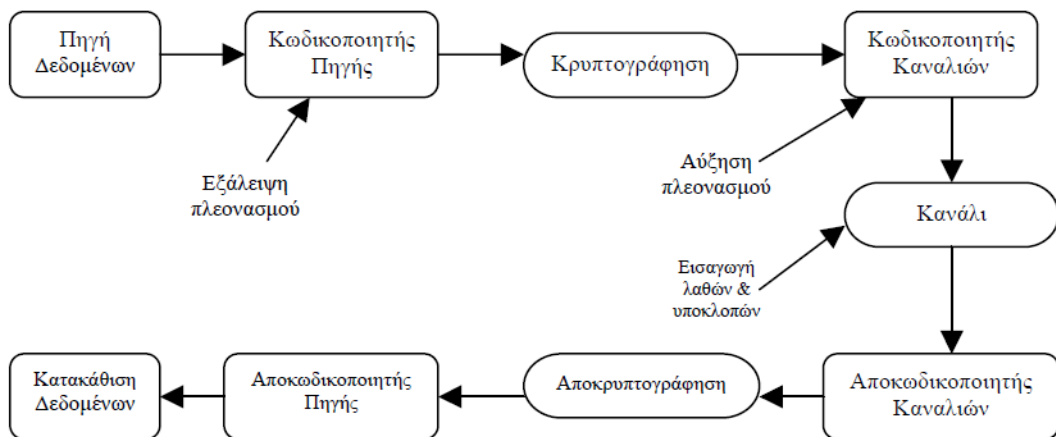 Πηγή
Δεδομένων
Κωδικοποιητής
Πηγής
Κρυπτογράφηση
Κωδικοποιητής
Καναλιών
Εξάλειψη
πλεονασμού
Αύξηση
πλεονασμού
Κανάλι
Εισαγωγή
λαθών &
υποκλοπών
Κατακάθιση
Δεδομένων
Αποκωδικοποιητής
Πηγής
Αποκρυπτογράφηση
Αποκωδικοποιητής
Καναλιών